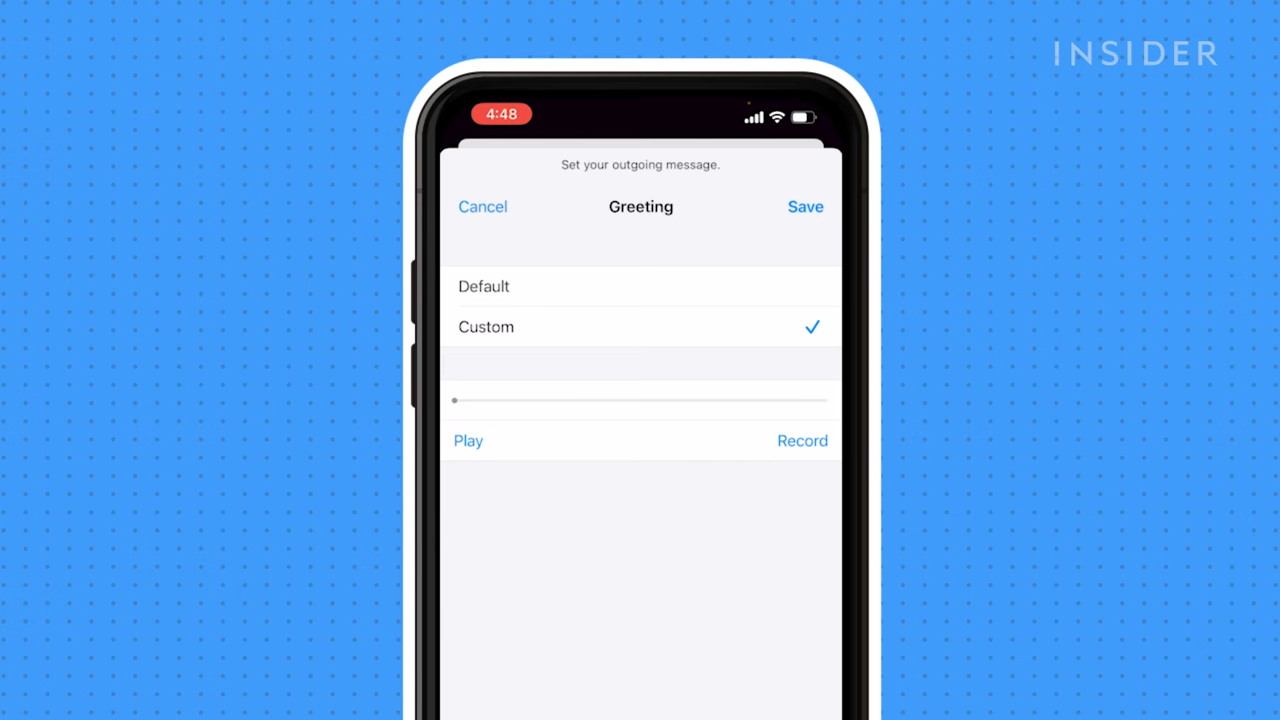 INSIDER
4:48
Set your outgoing message.
Cancel Greeting Save
Default
Custom
Play Record